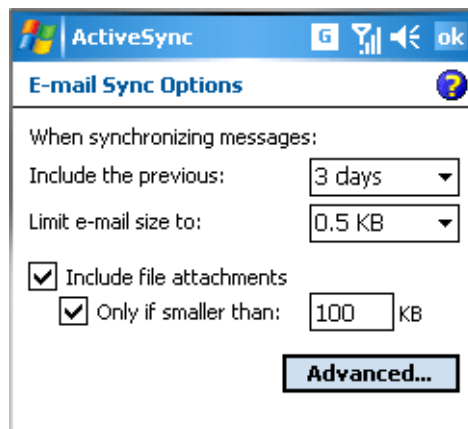 ActiveSync G ok
E-mail Sync Options ?
When synchronizing messages:
Include the previous: 3 days
Limit e-mail size to: 0.5 KB
Include file attachments
Only if smaller than: 100 KB
Advanced...